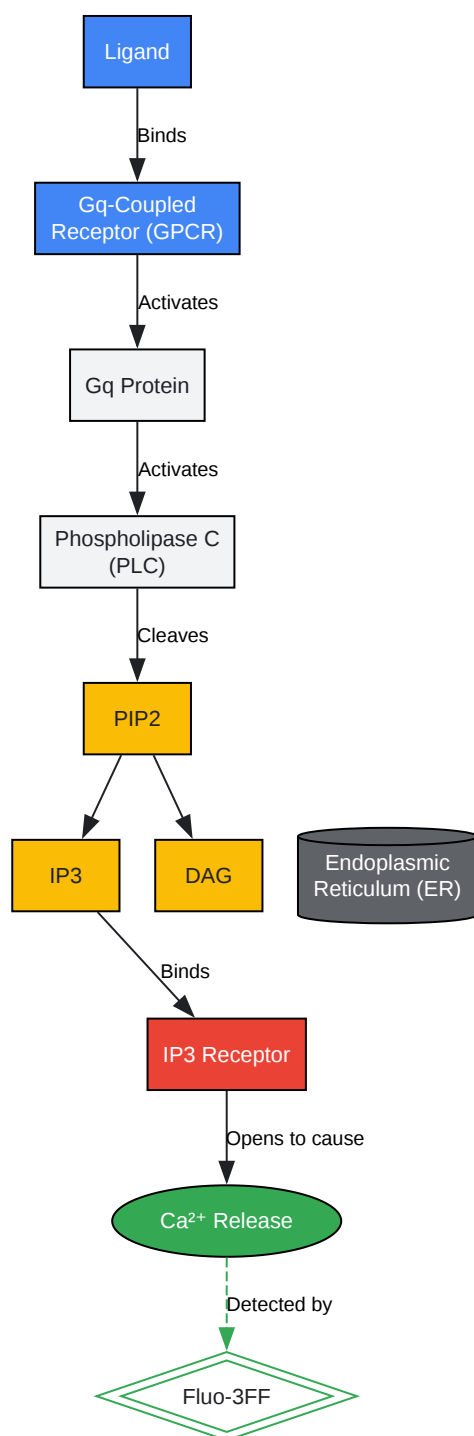 Ligand
Binds
Gq-Coupled
Receptor (GPCR)
Activates
Gq Protein
Activates
Phospholipase C
(PLC)
Cleaves
PIP2
IP3
DAG
Endoplasmic
Reticulum (ER)
Binds
IP3 Receptor
Opens to cause
Ca²⁺ Release
Detected by
Fluo-3FF